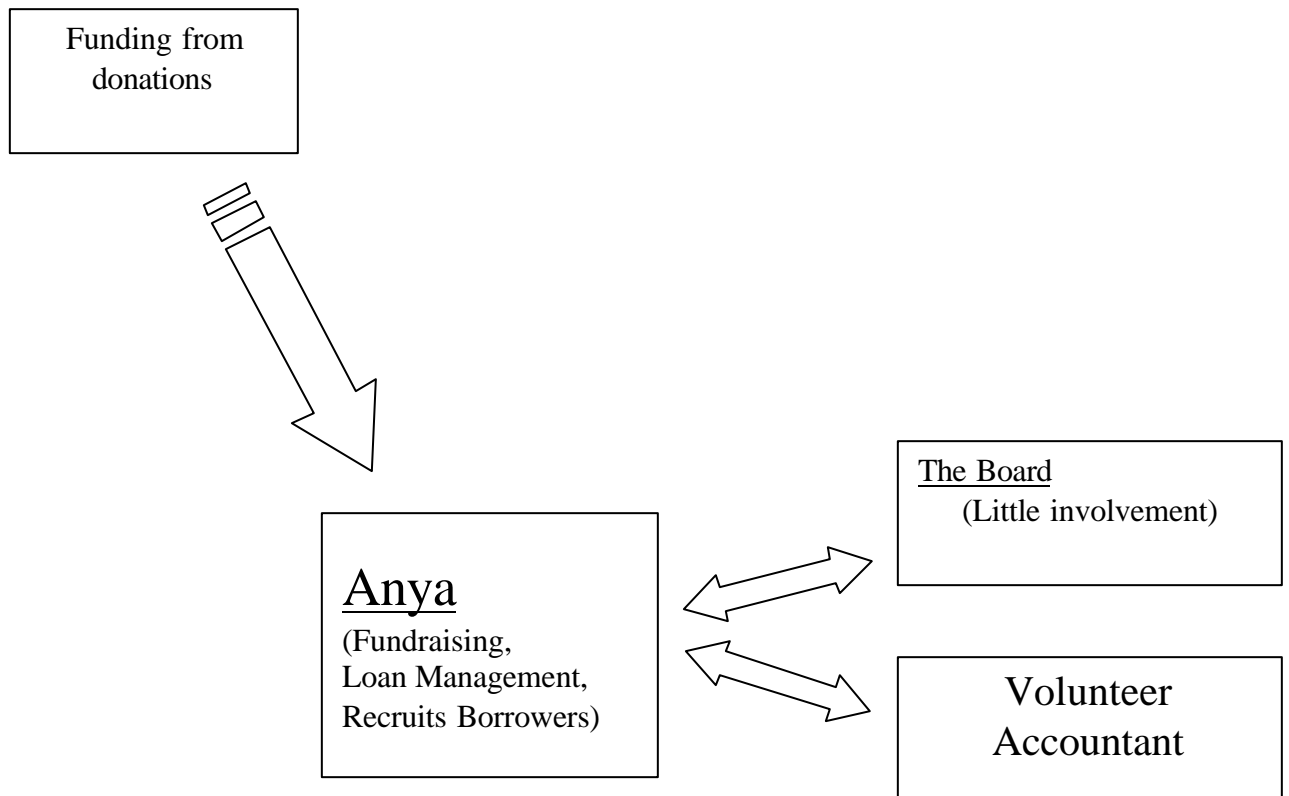 Funding from
donations
The Board
(Little involvement)
Anya
(Fundraising,
Loan Management,
Recruits Borrowers)
Volunteer
Accountant